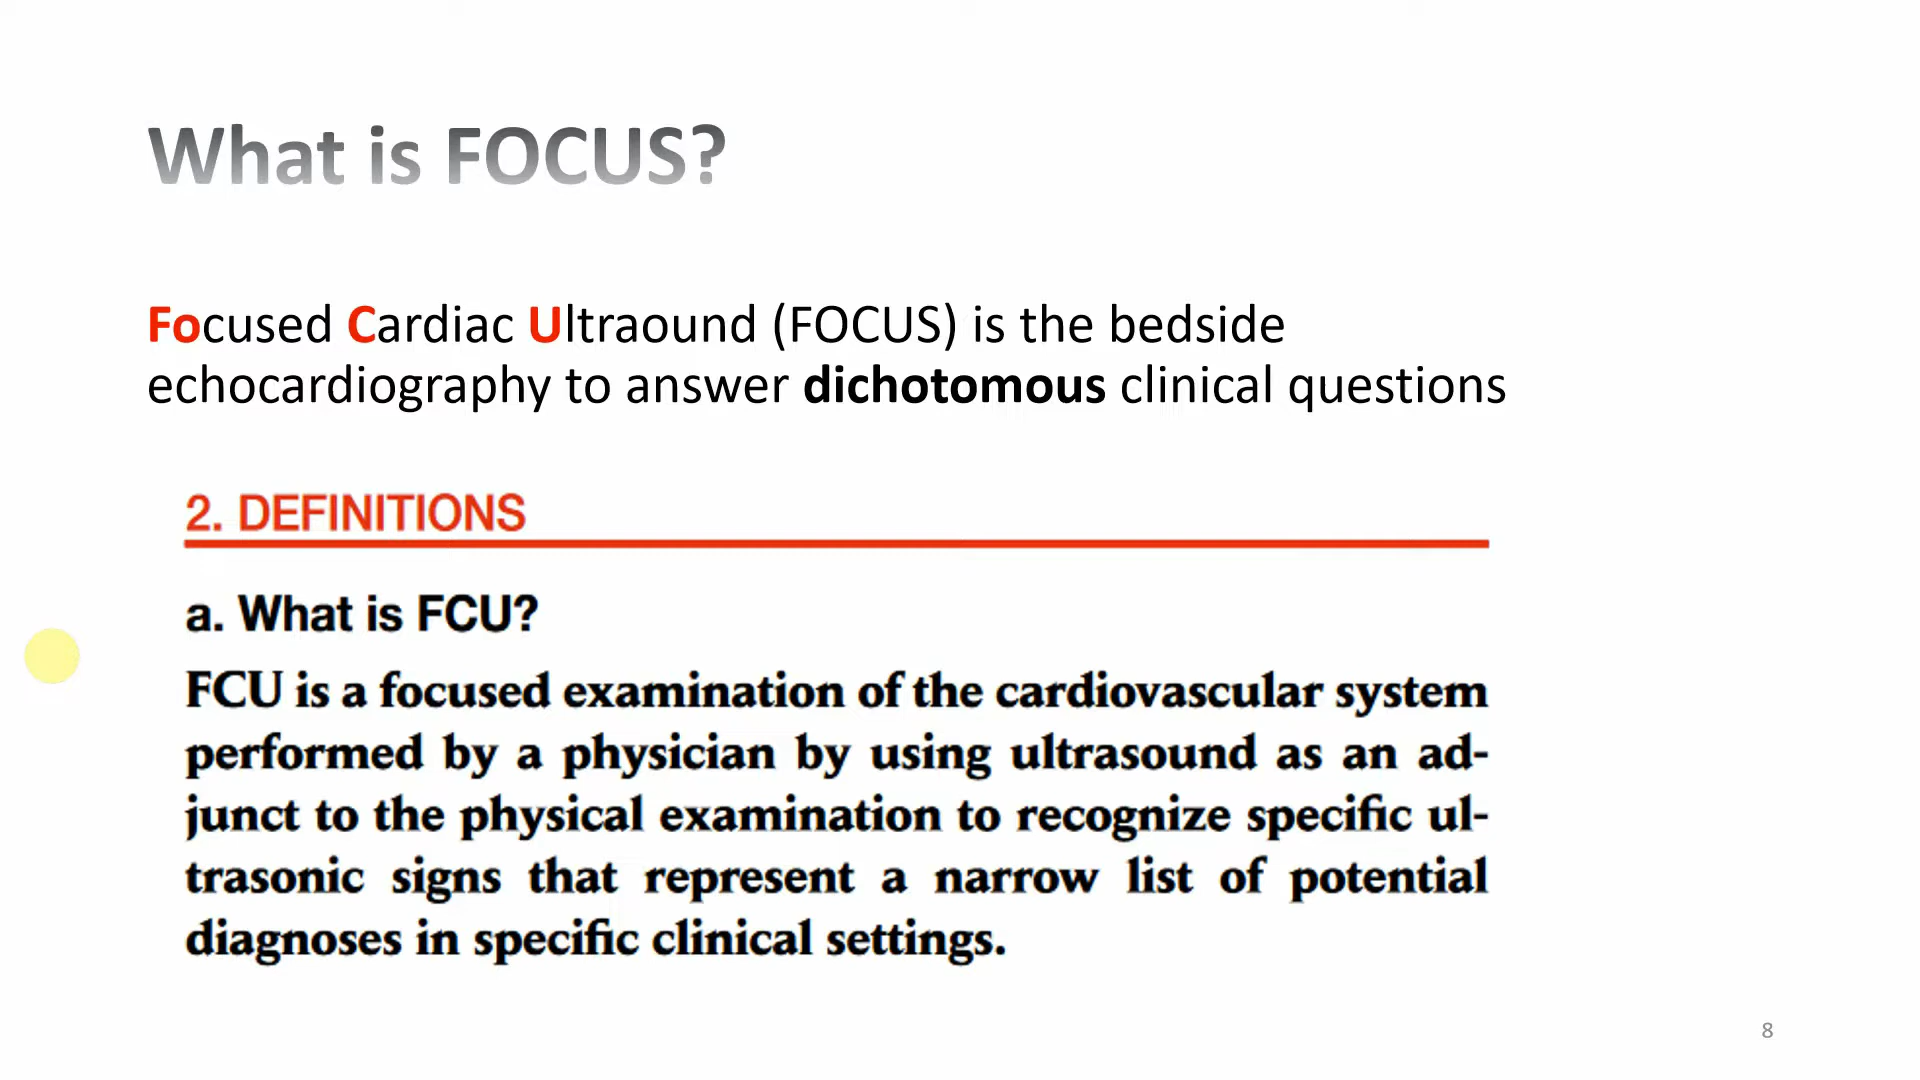 What is FOCUS?
Focused Cardiac Ultraound (FOCUS) is the bedside
echocardiography to answer dichotomous clinical questions
2. DEFINITIONS
a. What is FCU?
FCU is a focused examination of the cardiovascular system
performed by a physician by using ultrasound as an ad-
junct to the physical examination to recognize specific ul-
trasonic signs that represent a narrow list of potential
diagnoses in specific clinical settings.
8